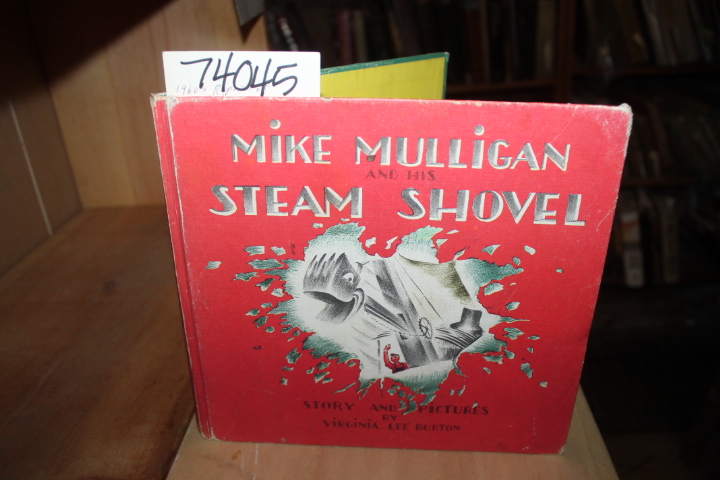 74045
MIKE MULLIGAN
AND HIS
STEAM SHOVEL
STORY AND PICTURES
BY
VIRGINIA LEE BURTON